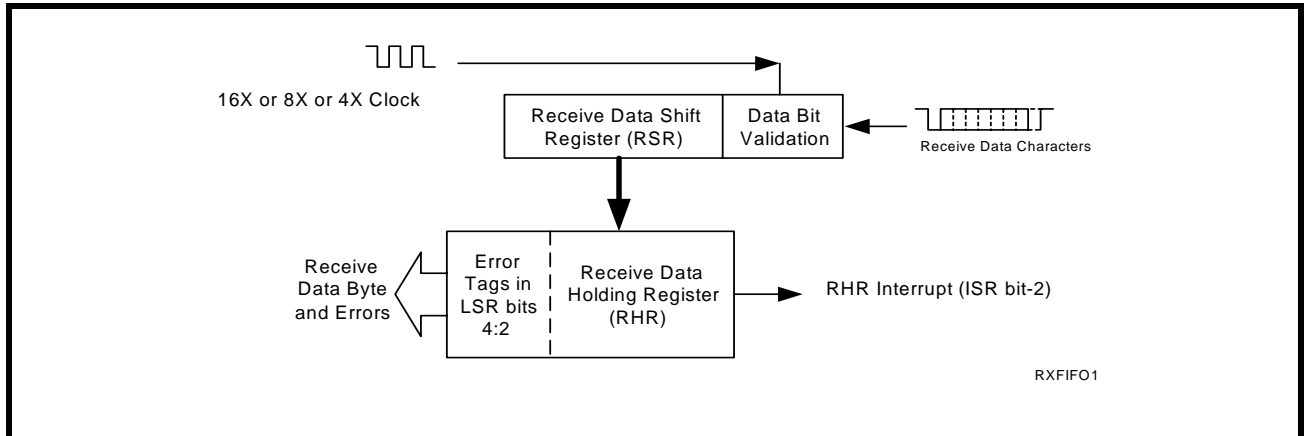 16X or 8X or 4X Clock
Receive Data Shift
Register (RSR)
Data Bit
Validation
Receive Data Characters
Receive
Data Byte
and Errors
Error
Tags in
LSR bits
4:2
Receive Data
Holding Register
(RHR)
RHR Interrupt (ISR bit-2)
RXFIFO1